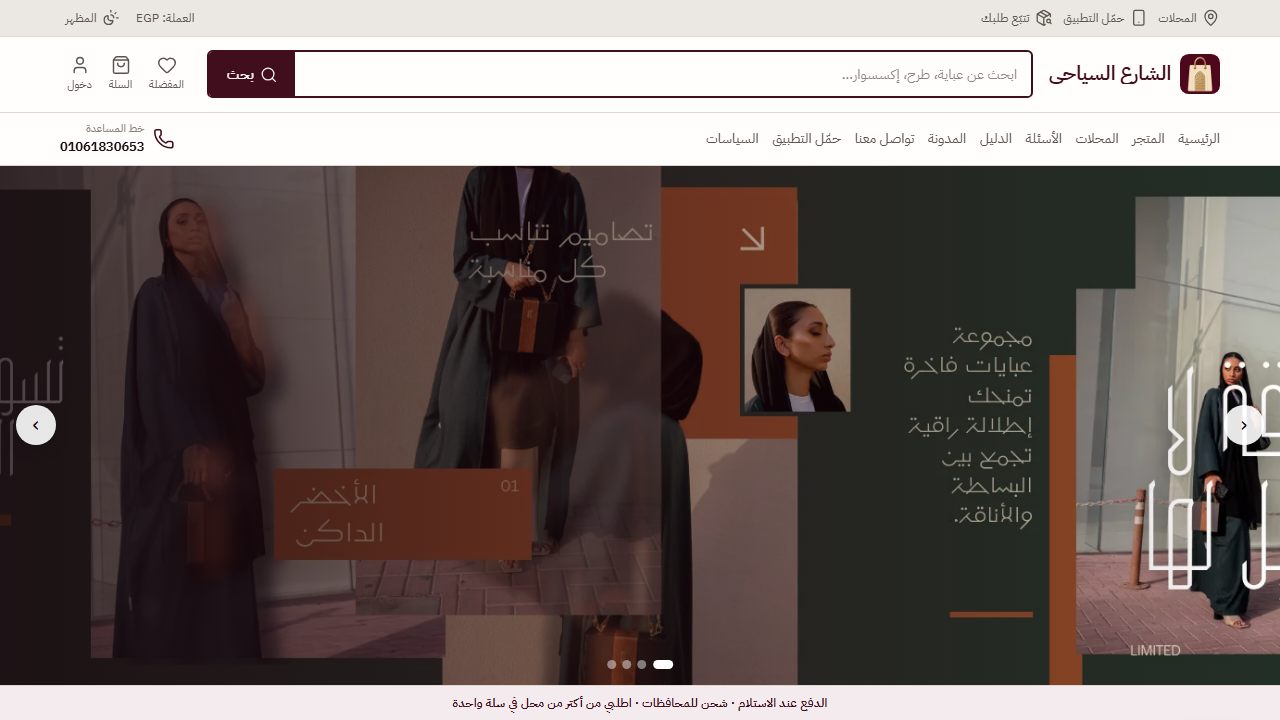 المحلات
حمّل التطبيق
تتبّع طلبك
العملة: EGP
المظهر
الشارع السياحى
ابحث عن عباية، طرح، إكسسوار...
بحث
المفضلة
السلة
دخول
الرئيسية
المتجر
المحلات
الأسئلة
الدليل
المدونة
تواصل معنا
حمّل التطبيق
السياسات
خط المساعدة
01061830653
مجموعة
عبايات فاخرة
تمنحك
إطلالة راقية
تجمع بين
البساطة
والأناقة.
LIMITED
تصاميم تناسب
كل مناسبة
01
الأخضر
الداكن
الدفع عند الاستلام · شحن للمحافظات · اطلبي من أكتر من محل في سلة واحدة